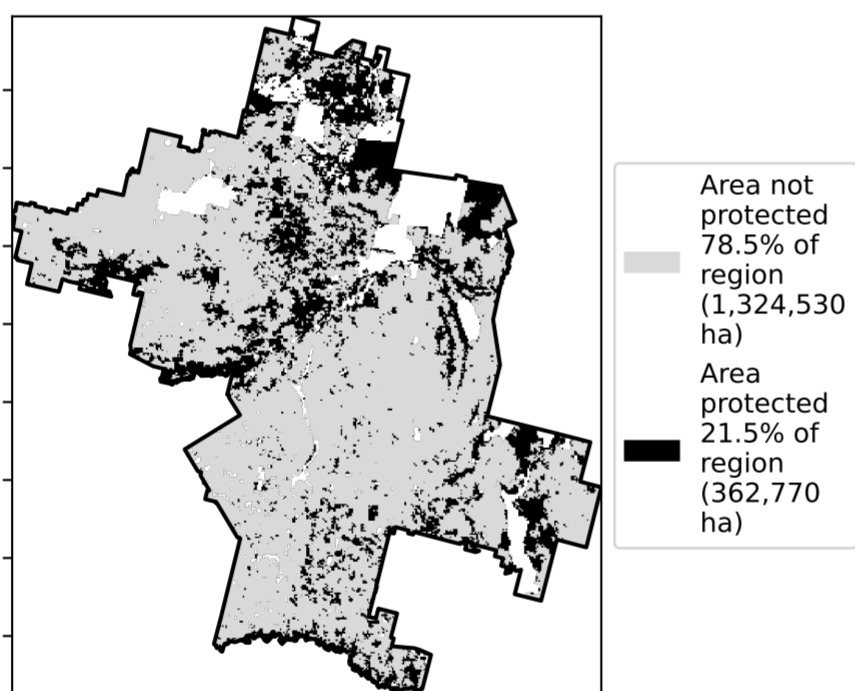 Area not
protected
78.5% of
region
(1,324,530
ha)
Area
protected
21.5% of
region
(362,770
ha)